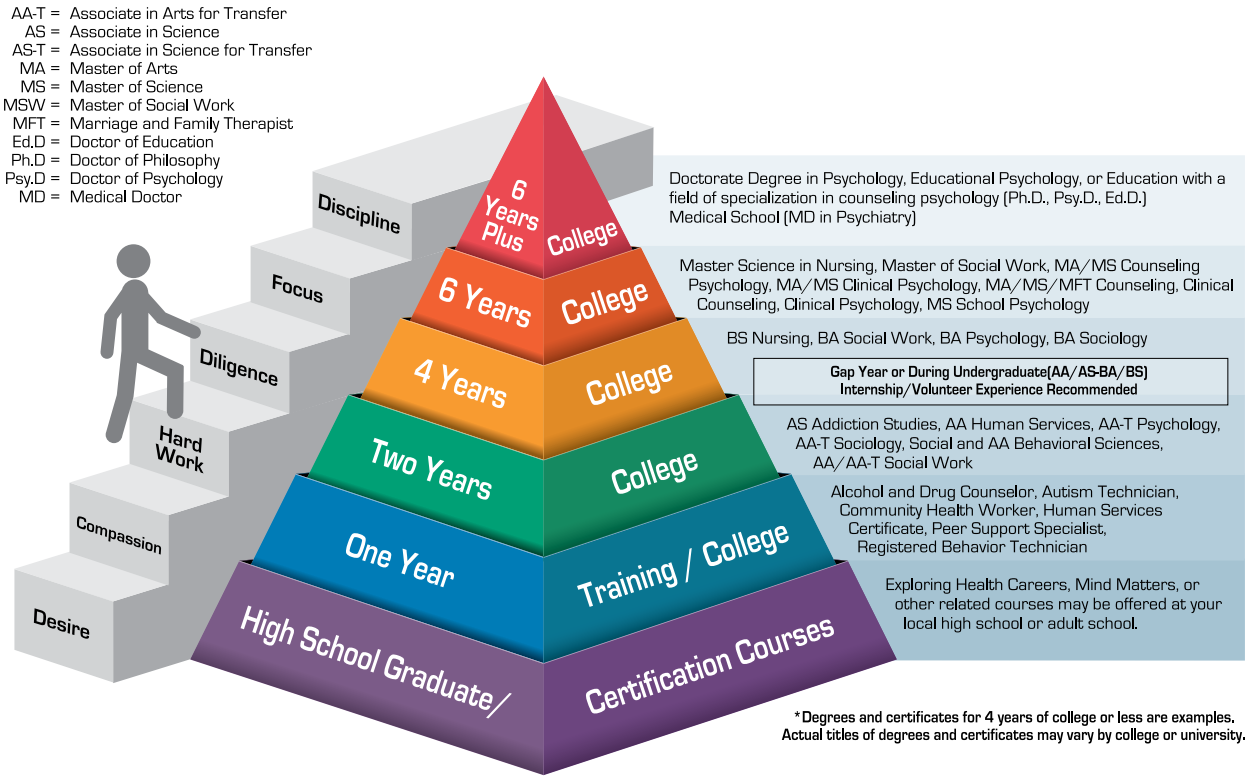 AA-T = Associate in Arts for Transfer
AS = Associate in Science
AS-T = Associate in Science for Transfer
MA = Master of Arts
MS = Master of Science
MSW = Master of Social Work
MFT = Marriage and Family Therapist
Ed.D = Doctor of Education
Ph.D = Doctor of Philosophy
Psy.D = Doctor of Psychology
MD = Medical Doctor
Discipline
Focus
Diligence
Hard
Work
Compassion
Desire
6
Years
Plus
College
Doctorate Degree in Psychology, Educational Psychology, or Education with a
field of specialization in counseling psychology (Ph.D., Psy.D., Ed.D.)
Medical School (MD in Psychiatry)
6 Years
College
Master Science in Nursing, Master of Social Work, MA/MS Counseling
Psychology, MA/MS Clinical Psychology, MA/MS/MFT Counseling, Clinical
Counseling, Clinical Psychology, MS School Psychology
4 Years
College
BS Nursing, BA Social Work, BA Psychology, BA Sociology
Gap Year or During Undergraduate(AA/AS-BA/BS)
Internship/Volunteer Experience Recommended
Two Years
College
AS Addiction Studies, AA Human Services, AA-T Psychology,
AA-T Sociology, Social and AA Behavioral Sciences,
AA/AA-T Social Work
One Year
Training / College
Alcohol and Drug Counselor, Autism Technician,
Community Health Worker, Human Services
Certificate, Peer Support Specialist,
Registered Behavior Technician
High School Graduate/
Certification Courses
Exploring Health Careers, Mind Matters, or
other related courses may be offered at your
local high school or adult school.
*Degrees and certificates for 4 years of college or less are examples.
Actual titles of degrees and certificates may vary by college or university.